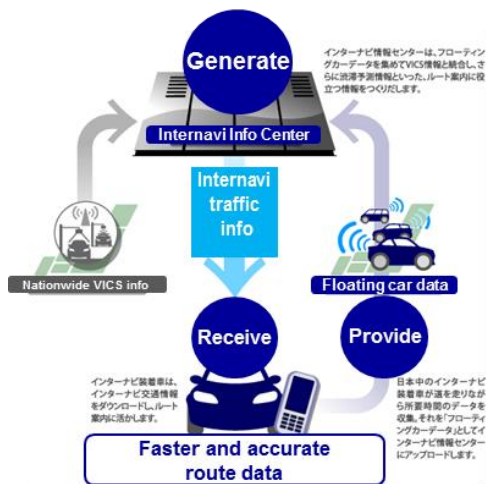 Generate
インターナビ情報センターは、フローティ
ングカーデータを集めてVICS情報と統合し、さ
らに渋滞予測情報といった、ルート案内に役
立つ情報をつくりだします。
Internavi Info Center
Internavi
traffic
info
Nationwide VICS info
Floating car data
Receive
Provide
インターナビ装着車は、
インターナビ交通情報
をダウンロードし、ルート
案内に活かします。
日本中のインターナビ
装着車が道を走りなが
ら所要時間のデータを
収集。それを「フローティ
ングカーデータ」としてイ
ンターナビ情報センター
にアップロードします。
Faster and accurate
route data